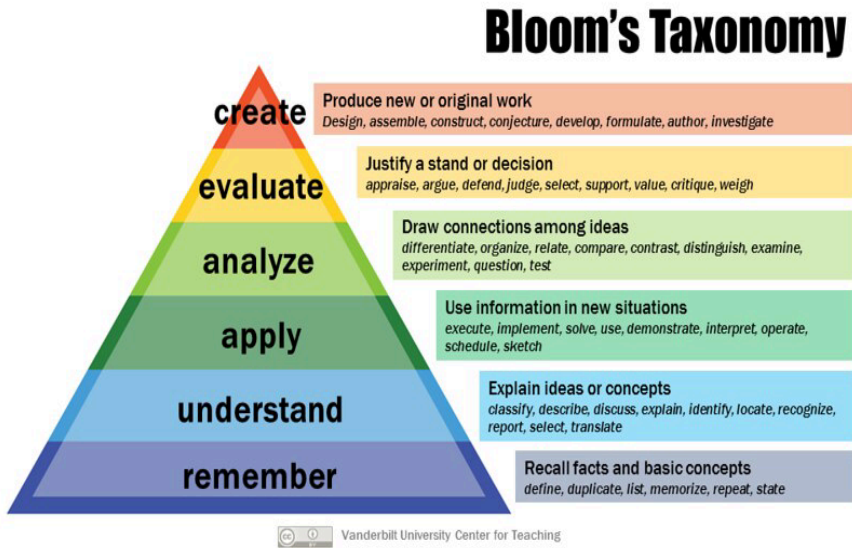 Bloom's Taxonomy
create
Produce new or original work
Design, assemble, construct, conjecture, develop, formulate, author, investigate
evaluate
Justify a stand or decision
appraise, argue, defend, judge, select, support, value, critique, weigh
analyze
Draw connections among ideas
differentiate, organize, relate, compare, contrast, distinguish, examine,
experiment, question, test
apply
Use information in new situations
execute, implement, solve, use, demonstrate, interpret, operate,
schedule, sketch
understand
Explain ideas or concepts
classify, describe, discuss, explain, identify, locate, recognize,
report, select, translate
remember
Recall facts and basic concepts
define, duplicate, list, memorize, repeat, state
cc BY Vanderbilt University Center for Teaching